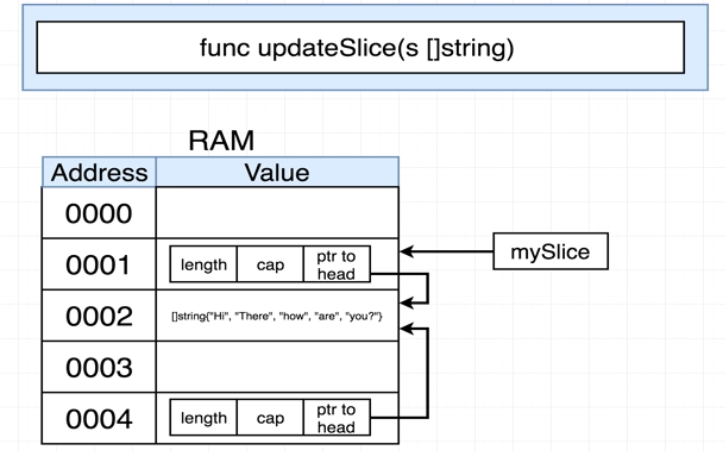 func updateSlice(s []string)
RAM
Address Value
0000
0001 length cap ptr to head
mySlice
0002 []string{"Hi", "There", "how", "are", "you?"}
0003
0004 length cap ptr to head